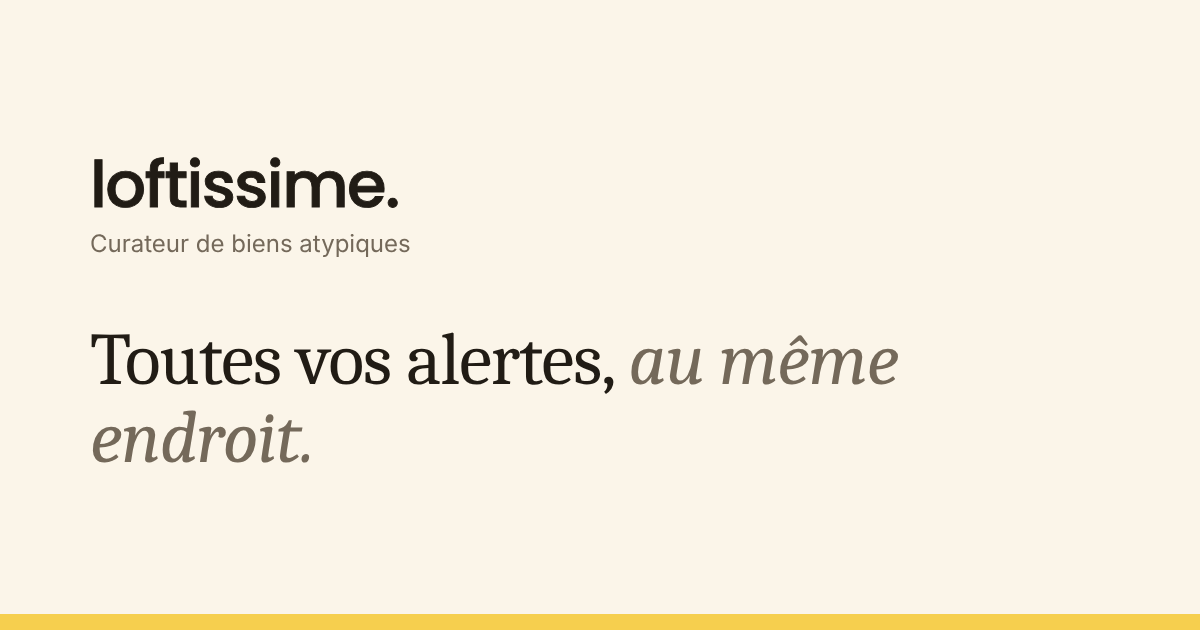 loftissime.
Curateur de biens atypiques
Toutes vos alertes, au même
endroit.